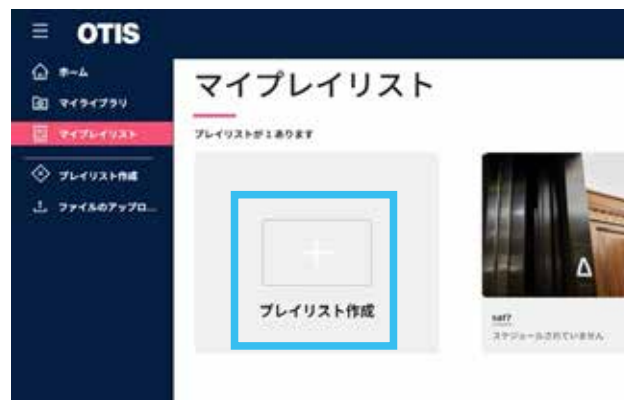 OTIS
ホーム
マイライブラリ
マイプレイリスト
プレイリスト作成
ファイルのアップロ...
マイプレイリスト
プレイリストが1あります
プレイリスト作成
sat7
スケジュールされていません